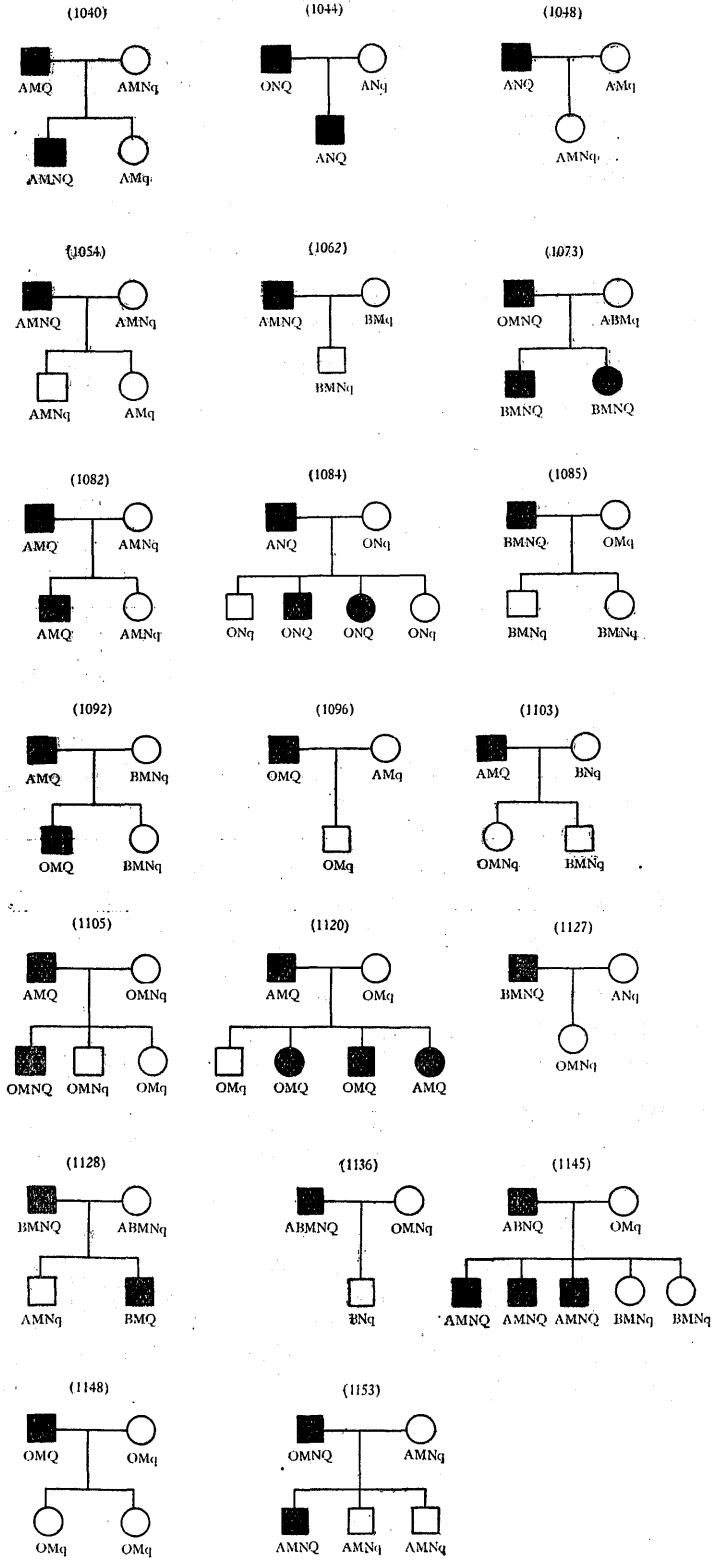 (1040) (1044) (1048)
AMQ AMNq ONQ ANq ANQ AMq
AMNQ AMq ANQ AMNq
(1054) (1062) (1073)
AMNQ AMNq AMNQ BMq OMNQ ABMq
AMNq AMq BMNq BMNQ BMNQ
(1082) (1084) (1085)
AMQ AMNq ANQ ONq BMNQ OMq
AMQ AMNq ONq ONQ ONQ ONq BMNq BMNq
(1092) (1096) (1103)
AMQ BMNq OMQ AMq AMQ BNq
OMQ BMNq OMq OMNq BMNq
(1105) (1120) (1127)
AMQ OMNq AMQ OMq BMNQ ANq
OMNQ OMNq OMq OMq OMQ OMQ AMQ OMNq
(1128) (1136) (1145)
BMNQ ABMNq ABMNQ OMNq ABNQ OMq
AMNq BMQ BNq AMNQ AMNQ AMNQ BMNq BMNq
(1148) (1153)
OMQ OMq OMNQ AMNq
OMq OMq AMNQ AMNq AMNq